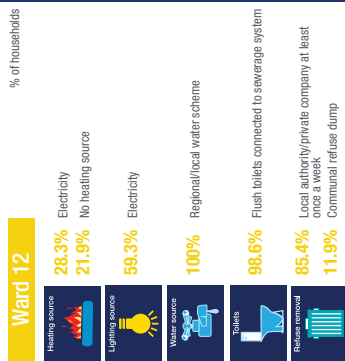 Ward 12
% of households
Heating source
28.3% Electricity
21.9% No heating source
Lighting source
59.3% Electricity
Water source
100% Regional/local water scheme
Toilets
98.6% Flush toilets connected to sewerage system
Refuse removal
85.4% Local authority/private company at least
once a week
11.9% Communal refuse dump